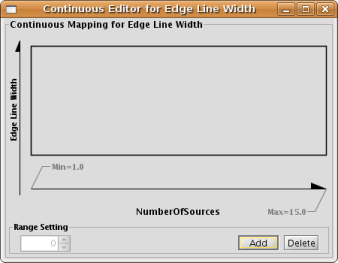 Continuous Editor for Edge Line Width
Continuous Mapping for Edge Line Width
Edge Line Width
Min=1.0
NumberOfSources
Max=15.0
Range Setting
0
Add
Delete